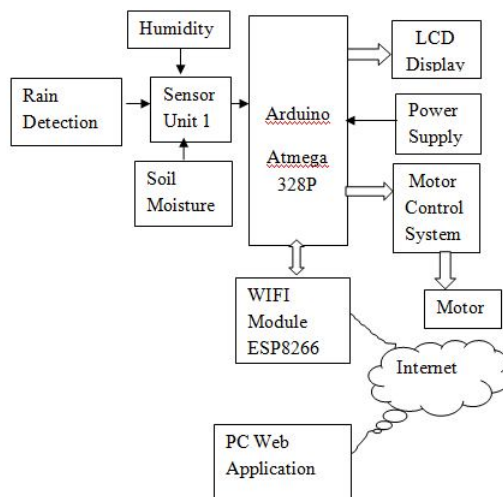 Humidity
Rain
Detection
Sensor
Unit 1
Soil
Moisture
Arduino
Atmega
328P
LCD
Display
Power
Supply
Motor
Control
System
Motor
WIFI
Module
ESP8266
Internet
PC Web
Application